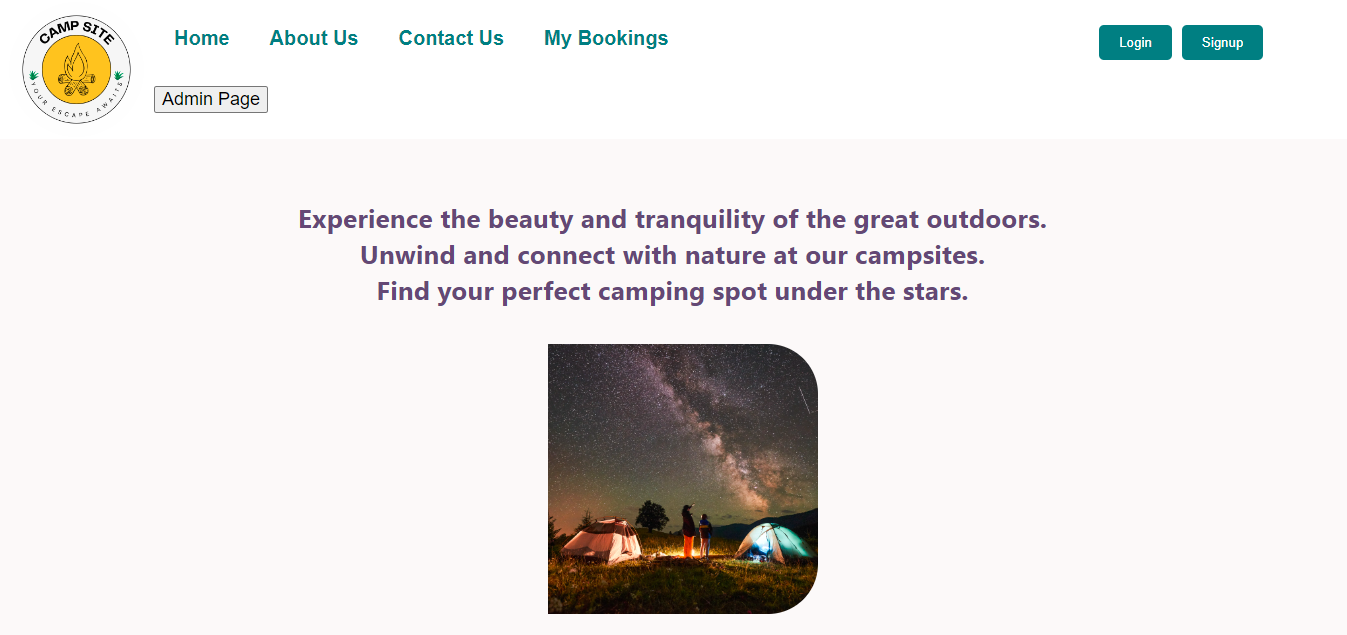 CAMP SITE
YOUR ESCAPE AWAITS
Home About Us Contact Us My Bookings
Login Signup
Admin Page
Experience the beauty and tranquility of the great outdoors.
Unwind and connect with nature at our campsites.
Find your perfect camping spot under the stars.